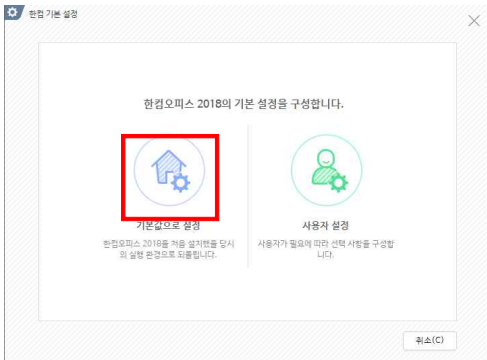 한컴 기본 설정
한컴오피스 2018의 기본 설정을 구성합니다.
기본값으로 설정
한컴오피스 2018을 처음 설치했을 당시
의 실행 환경으로 되돌립니다.
사용자 설정
사용자가 필요에 따라 선택 사항을 구성합
니다.
취소(C)